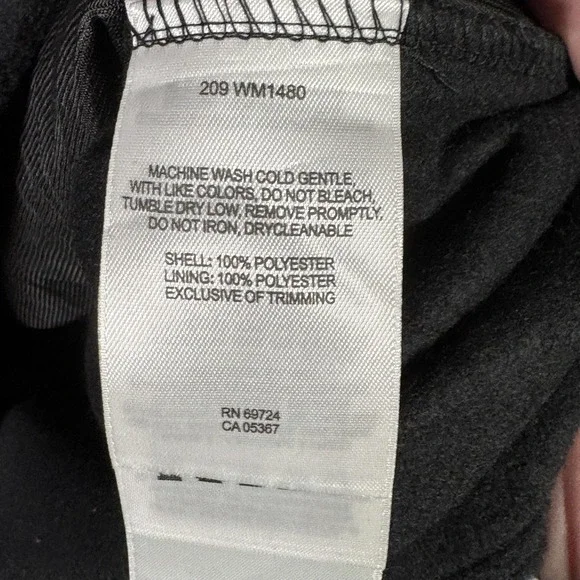 209 WM1480
MACHINE WASH COLD GENTLE,
WITH LIKE COLORS, DO NOT BLEACH,
TUMBLE DRY LOW, REMOVE PROMPTLY,
DO NOT IRON, DRYCLEANABLE
SHELL: 100% POLYESTER
LINING: 100% POLYESTER
EXCLUSIVE OF TRIMMING
RN 69724
CA 05367